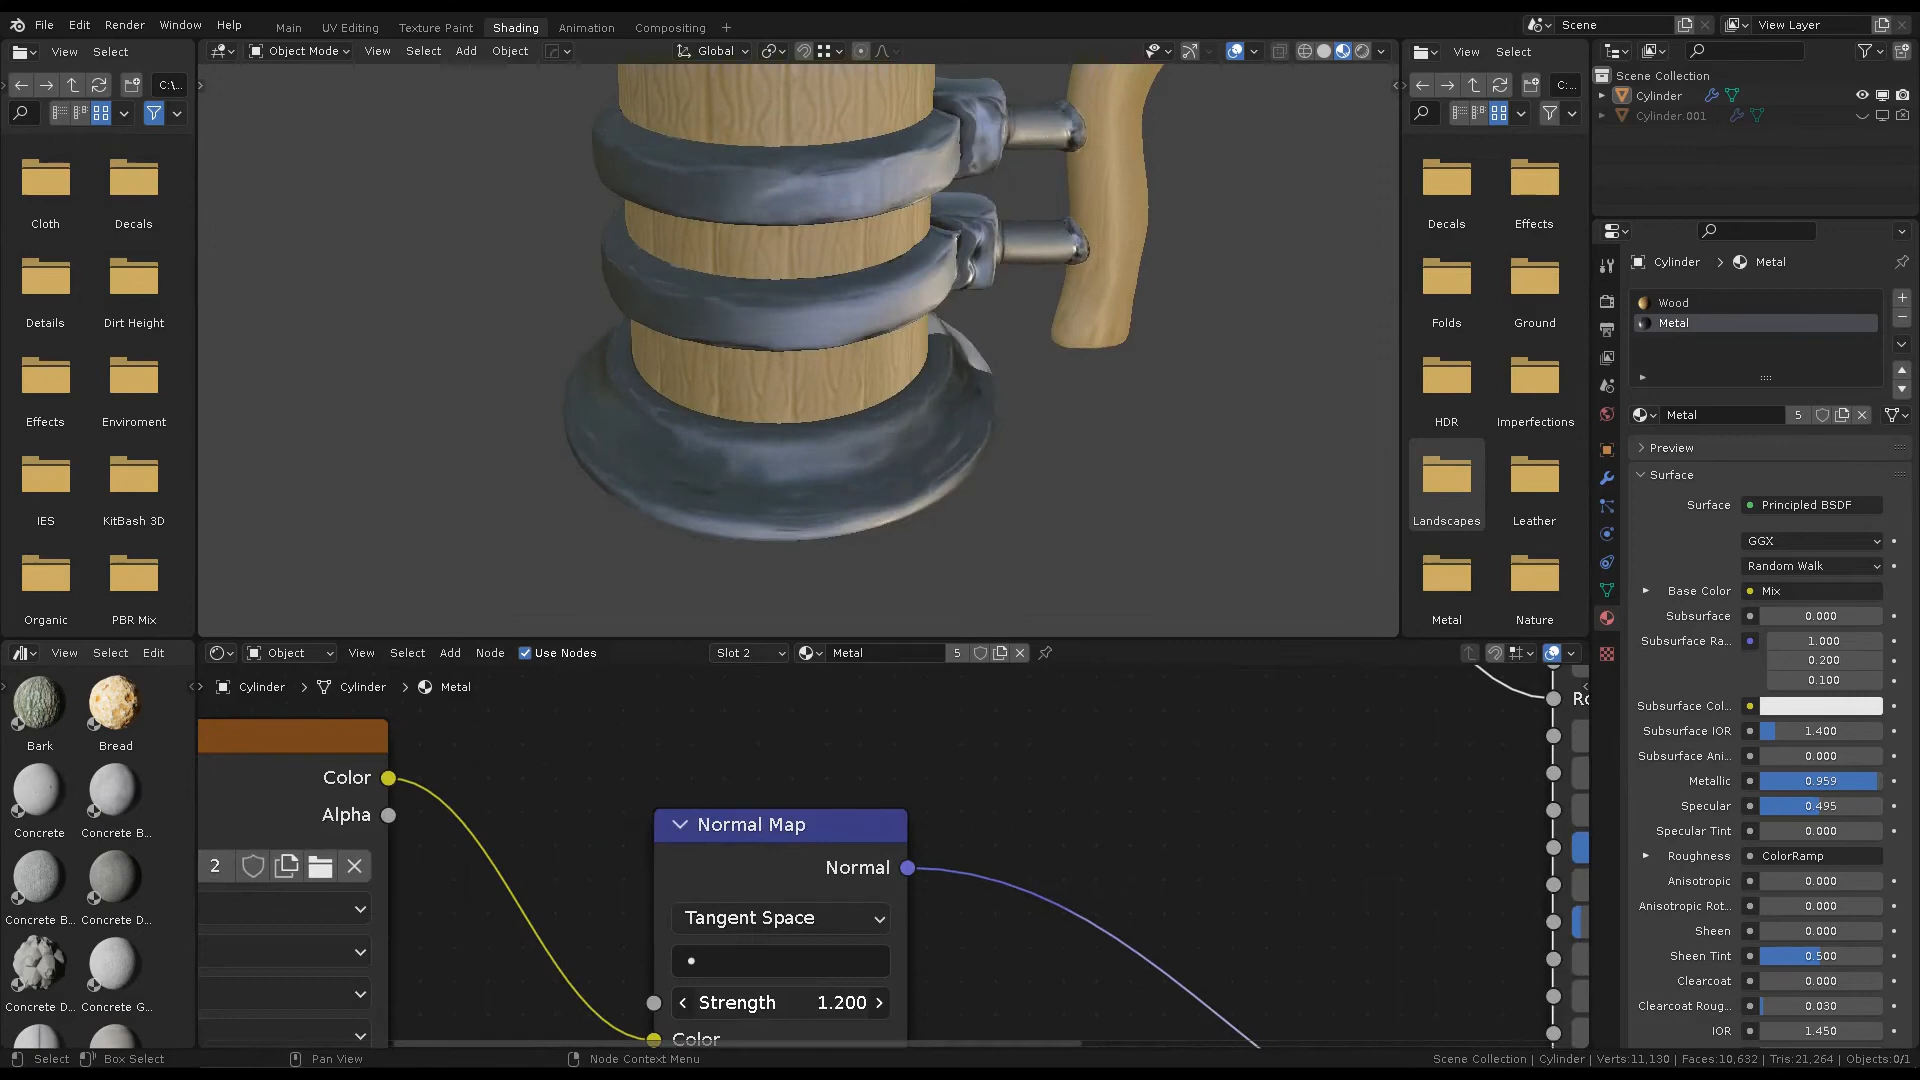 File Edit Render Window Help Main UV Editing Texture Paint Shading Animation Compositing + Scene View Layer
View Select Object Mode View Select Add Object Global View Select
C:\... C:...
Scene Collection
Cylinder
Cylinder.001
Cloth Decals
Details Dirt Height
Effects Enviroment
IES KitBash 3D
Organic PBR Mix
Decals Effects
Folds Ground
HDR Imperfections
Landscapes Leather
Metal Nature
Cylinder > Metal
Wood
Metal
Metal 5
Preview
Surface
Surface Principled BSDF
GGX
Random Walk
Base Color Mix
Subsurface 0.000
Subsurface Ra... 1.000
0.200
0.100
Subsurface Col...
Subsurface IOR 1.400
Subsurface Ani... 0.000
Metallic 0.959
Specular 0.495
Specular Tint 0.000
Roughness ColorRamp
Anisotropic 0.000
Anisotropic Rot... 0.000
Sheen 0.000
Sheen Tint 0.500
Clearcoat 0.000
Clearcoat Roug... 0.030
IOR 1.450
View Select Edit Object View Select Add Node Use Nodes Slot 2 Metal 5
Cylinder > Cylinder > Metal
Bark Bread
Concrete Concrete B...
Concrete B... Concrete D...
Concrete D... Concrete G...
Color
Alpha
2
Normal Map
Normal
Tangent Space
Strength 1.200
Color
Ro
Select Box Select Pan View Node Context Menu Scene Collection | Cylinder | Verts:11,130 | Faces:10,632 | Tris:21,264 | Objects:0/1